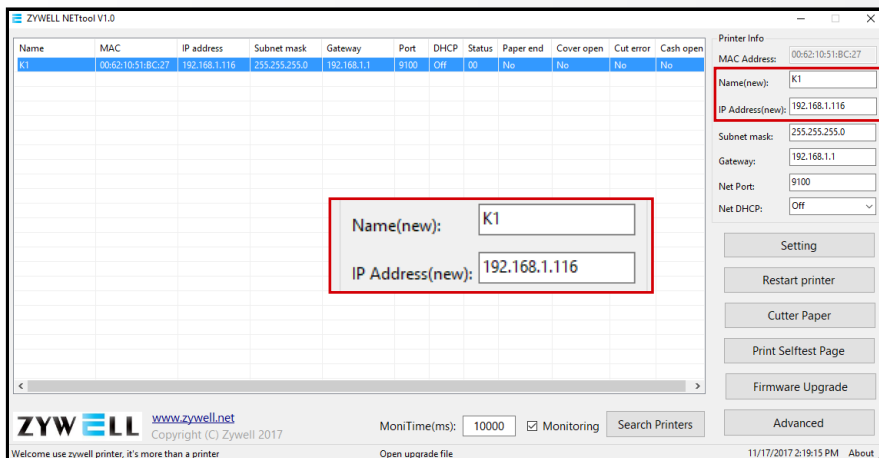 ZYWELL NETtool V1.0
Name MAC IP address Subnet mask Gateway Port DHCP Status Paper end Cover open Cut error Cash open
K1 00:62:10:51:BC:27 192.168.1.116 255.255.255.0 192.168.1.1 9100 Off 00 No No No No
Printer Info
MAC Address: 00:62:10:51:BC:27
Name(new): K1
IP Address(new): 192.168.1.116
Subnet mask: 255.255.255.0
Gateway: 192.168.1.1
Net Port: 9100
Net DHCP: Off
Name(new): K1
IP Address(new): 192.168.1.116
Setting
Restart printer
Cutter Paper
Print Selftest Page
Firmware Upgrade
Advanced
ZYWELL
www.zywell.net
Copyright (C) Zywell 2017
MoniTime(ms): 10000 Monitoring Search Printers
Welcome use zywell printer, it's more than a printer Open upgrade file 11/17/2017 2:19:15 PM About